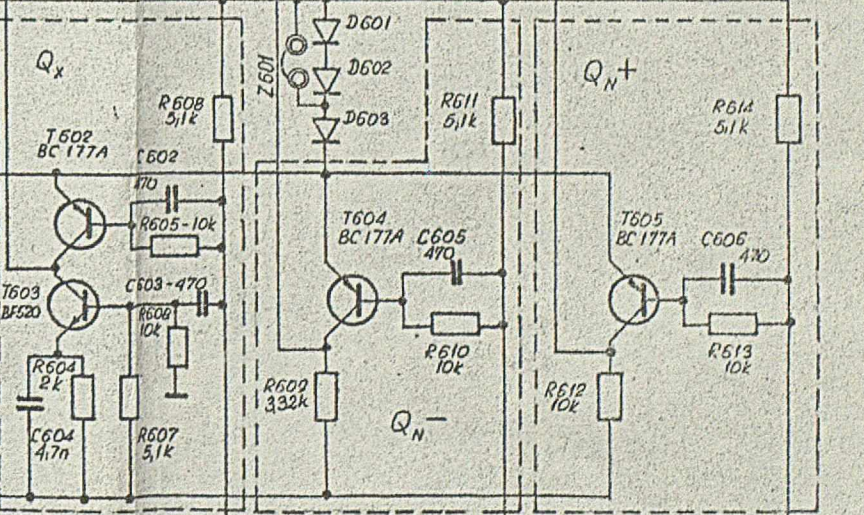 Qx
T602
BC 177A
C602
470
R608
5,1k
R605-10k
T603
BF520
C603-470
R606
10k
R604
2k
C604
4,7n
R607
5,1k
Z601
D601
D602
D603
R611
5,1k
T604
BC 177A
C605
470
R610
10k
R609
3,32k
QN−
QN+
R614
5,1k
T605
BC 177A
C606
470
R613
10k
R612
10k